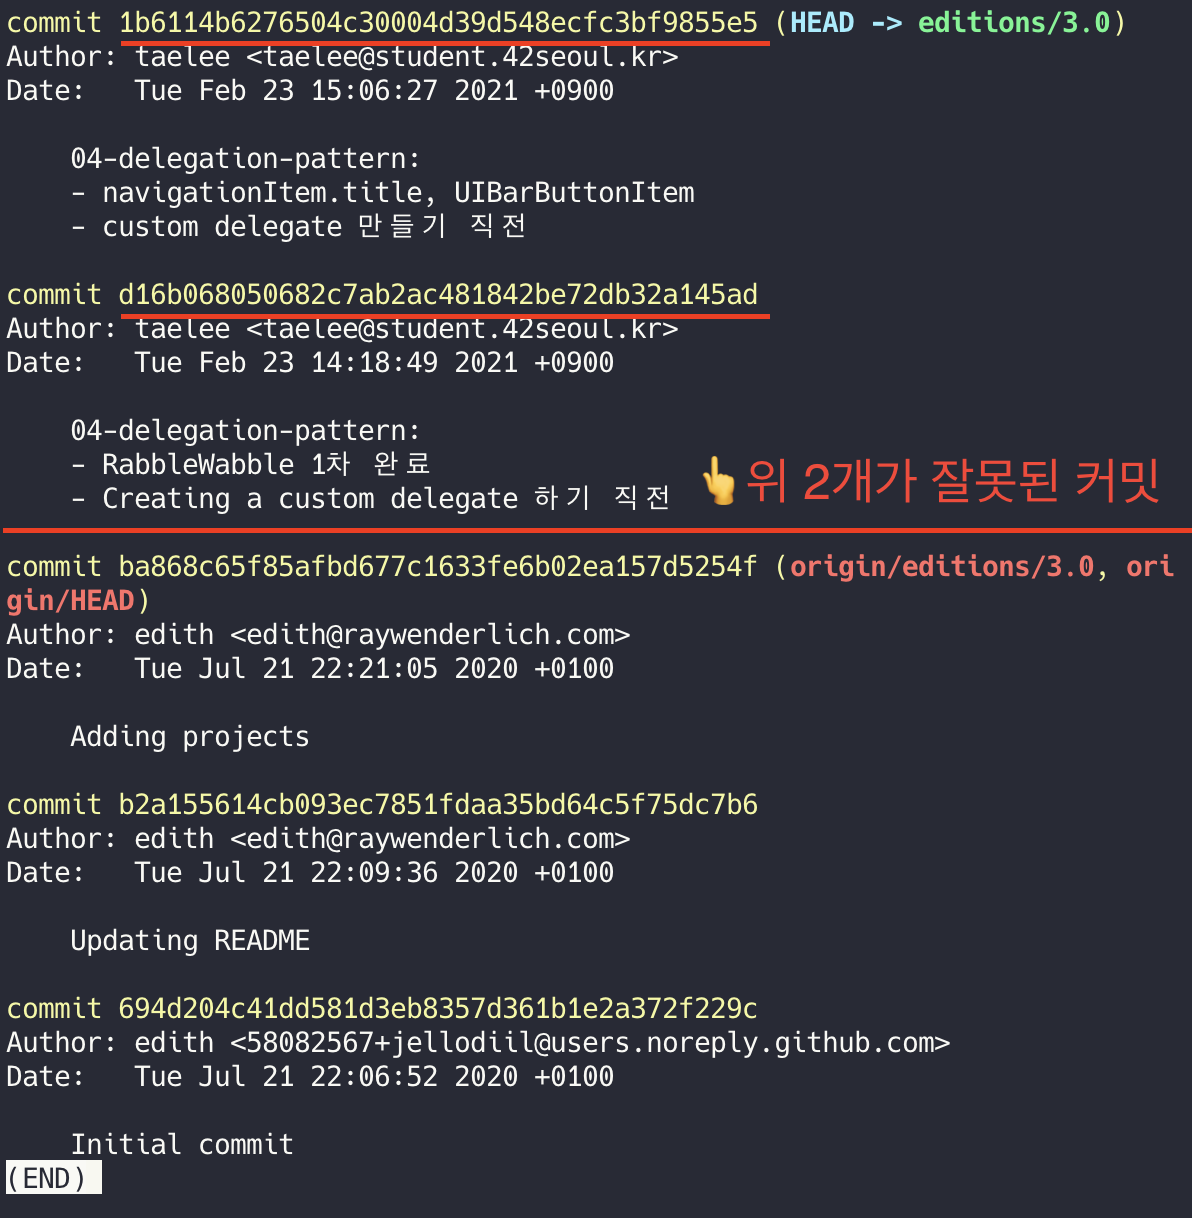 commit 1b6114b6276504c30004d39d548ecfc3bf9855e5 (HEAD -> editions/3.0)
Author: taelee <taelee@student.42seoul.kr>
Date:   Tue Feb 23 15:06:27 2021 +0900
04-delegation-pattern:
- navigationItem.title, UIBarButtonItem
- custom delegate 만들기 직전
commit d16b068050682c7ab2ac481842be72db32a145ad
Author: taelee <taelee@student.42seoul.kr>
Date:   Tue Feb 23 14:18:49 2021 +0900
04-delegation-pattern:
- RabbleWabble 1차 완료
- Creating a custom delegate 하기 직전
👆위 2개가 잘못된 커밋
commit ba868c65f85afbd677c1633fe6b02ea157d5254f (origin/editions/3.0, ori
gin/HEAD)
Author: edith <edith@raywenderlich.com>
Date:   Tue Jul 21 22:21:05 2020 +0100
Adding projects
commit b2a155614cb093ec7851fdaa35bd64c5f75dc7b6
Author: edith <edith@raywenderlich.com>
Date:   Tue Jul 21 22:09:36 2020 +0100
Updating README
commit 694d204c41dd581d3eb8357d361b1e2a372f229c
Author: edith <58082567+jellodiil@users.noreply.github.com>
Date:   Tue Jul 21 22:06:52 2020 +0100
Initial commit
(END)